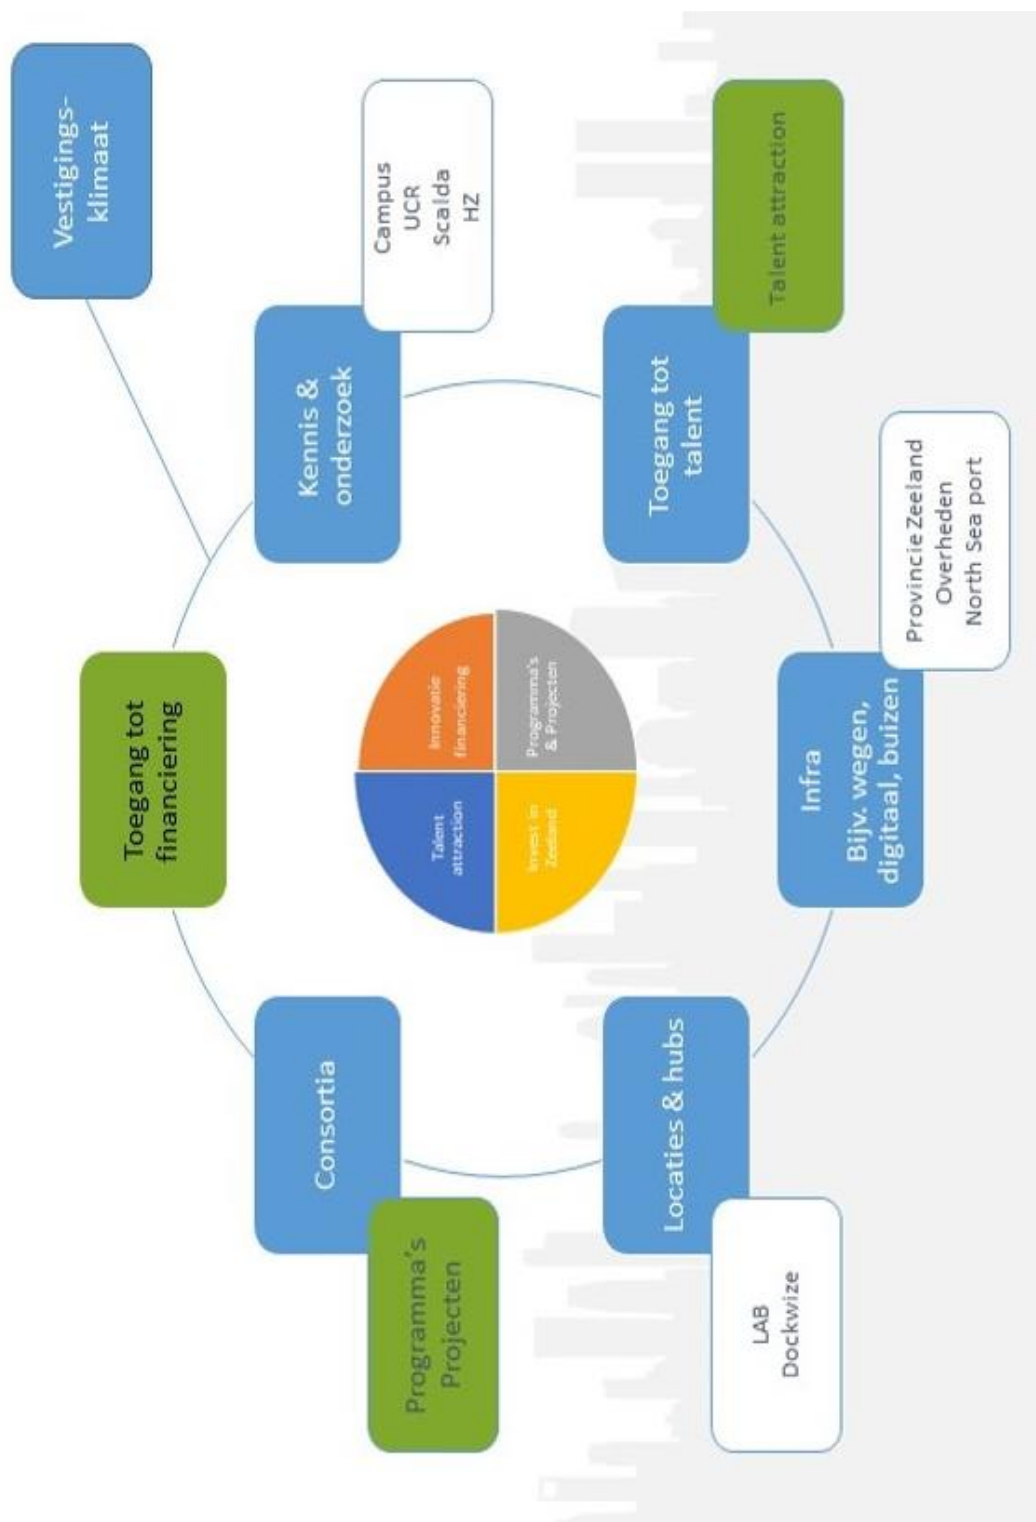 Vestigings-
klimaat
Toegang tot
financiering
Kennis &
onderzoek
Campus
UCR
Scalda
HZ
Toegang tot
talent
Talent attraction
Infra
Bijv. wegen,
digitaal, buizen
Provincie Zeeland
Overheden
North Sea port
Locaties & hubs
LAB
Dockwize
Consortia
Programma's
Projecten
Talent
attraction
Innovatie
financiering
Invest in
Zeeland
Programma's
& Projecten